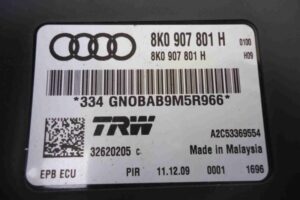 8K0 907 801 H 0100
8K0 907 801 H H09
*334 GNOBAB9M5R966*
TRW
32620205 C A2C53369554
Made in Malaysia
EPB ECU PIR 11.12.09 0001 1696